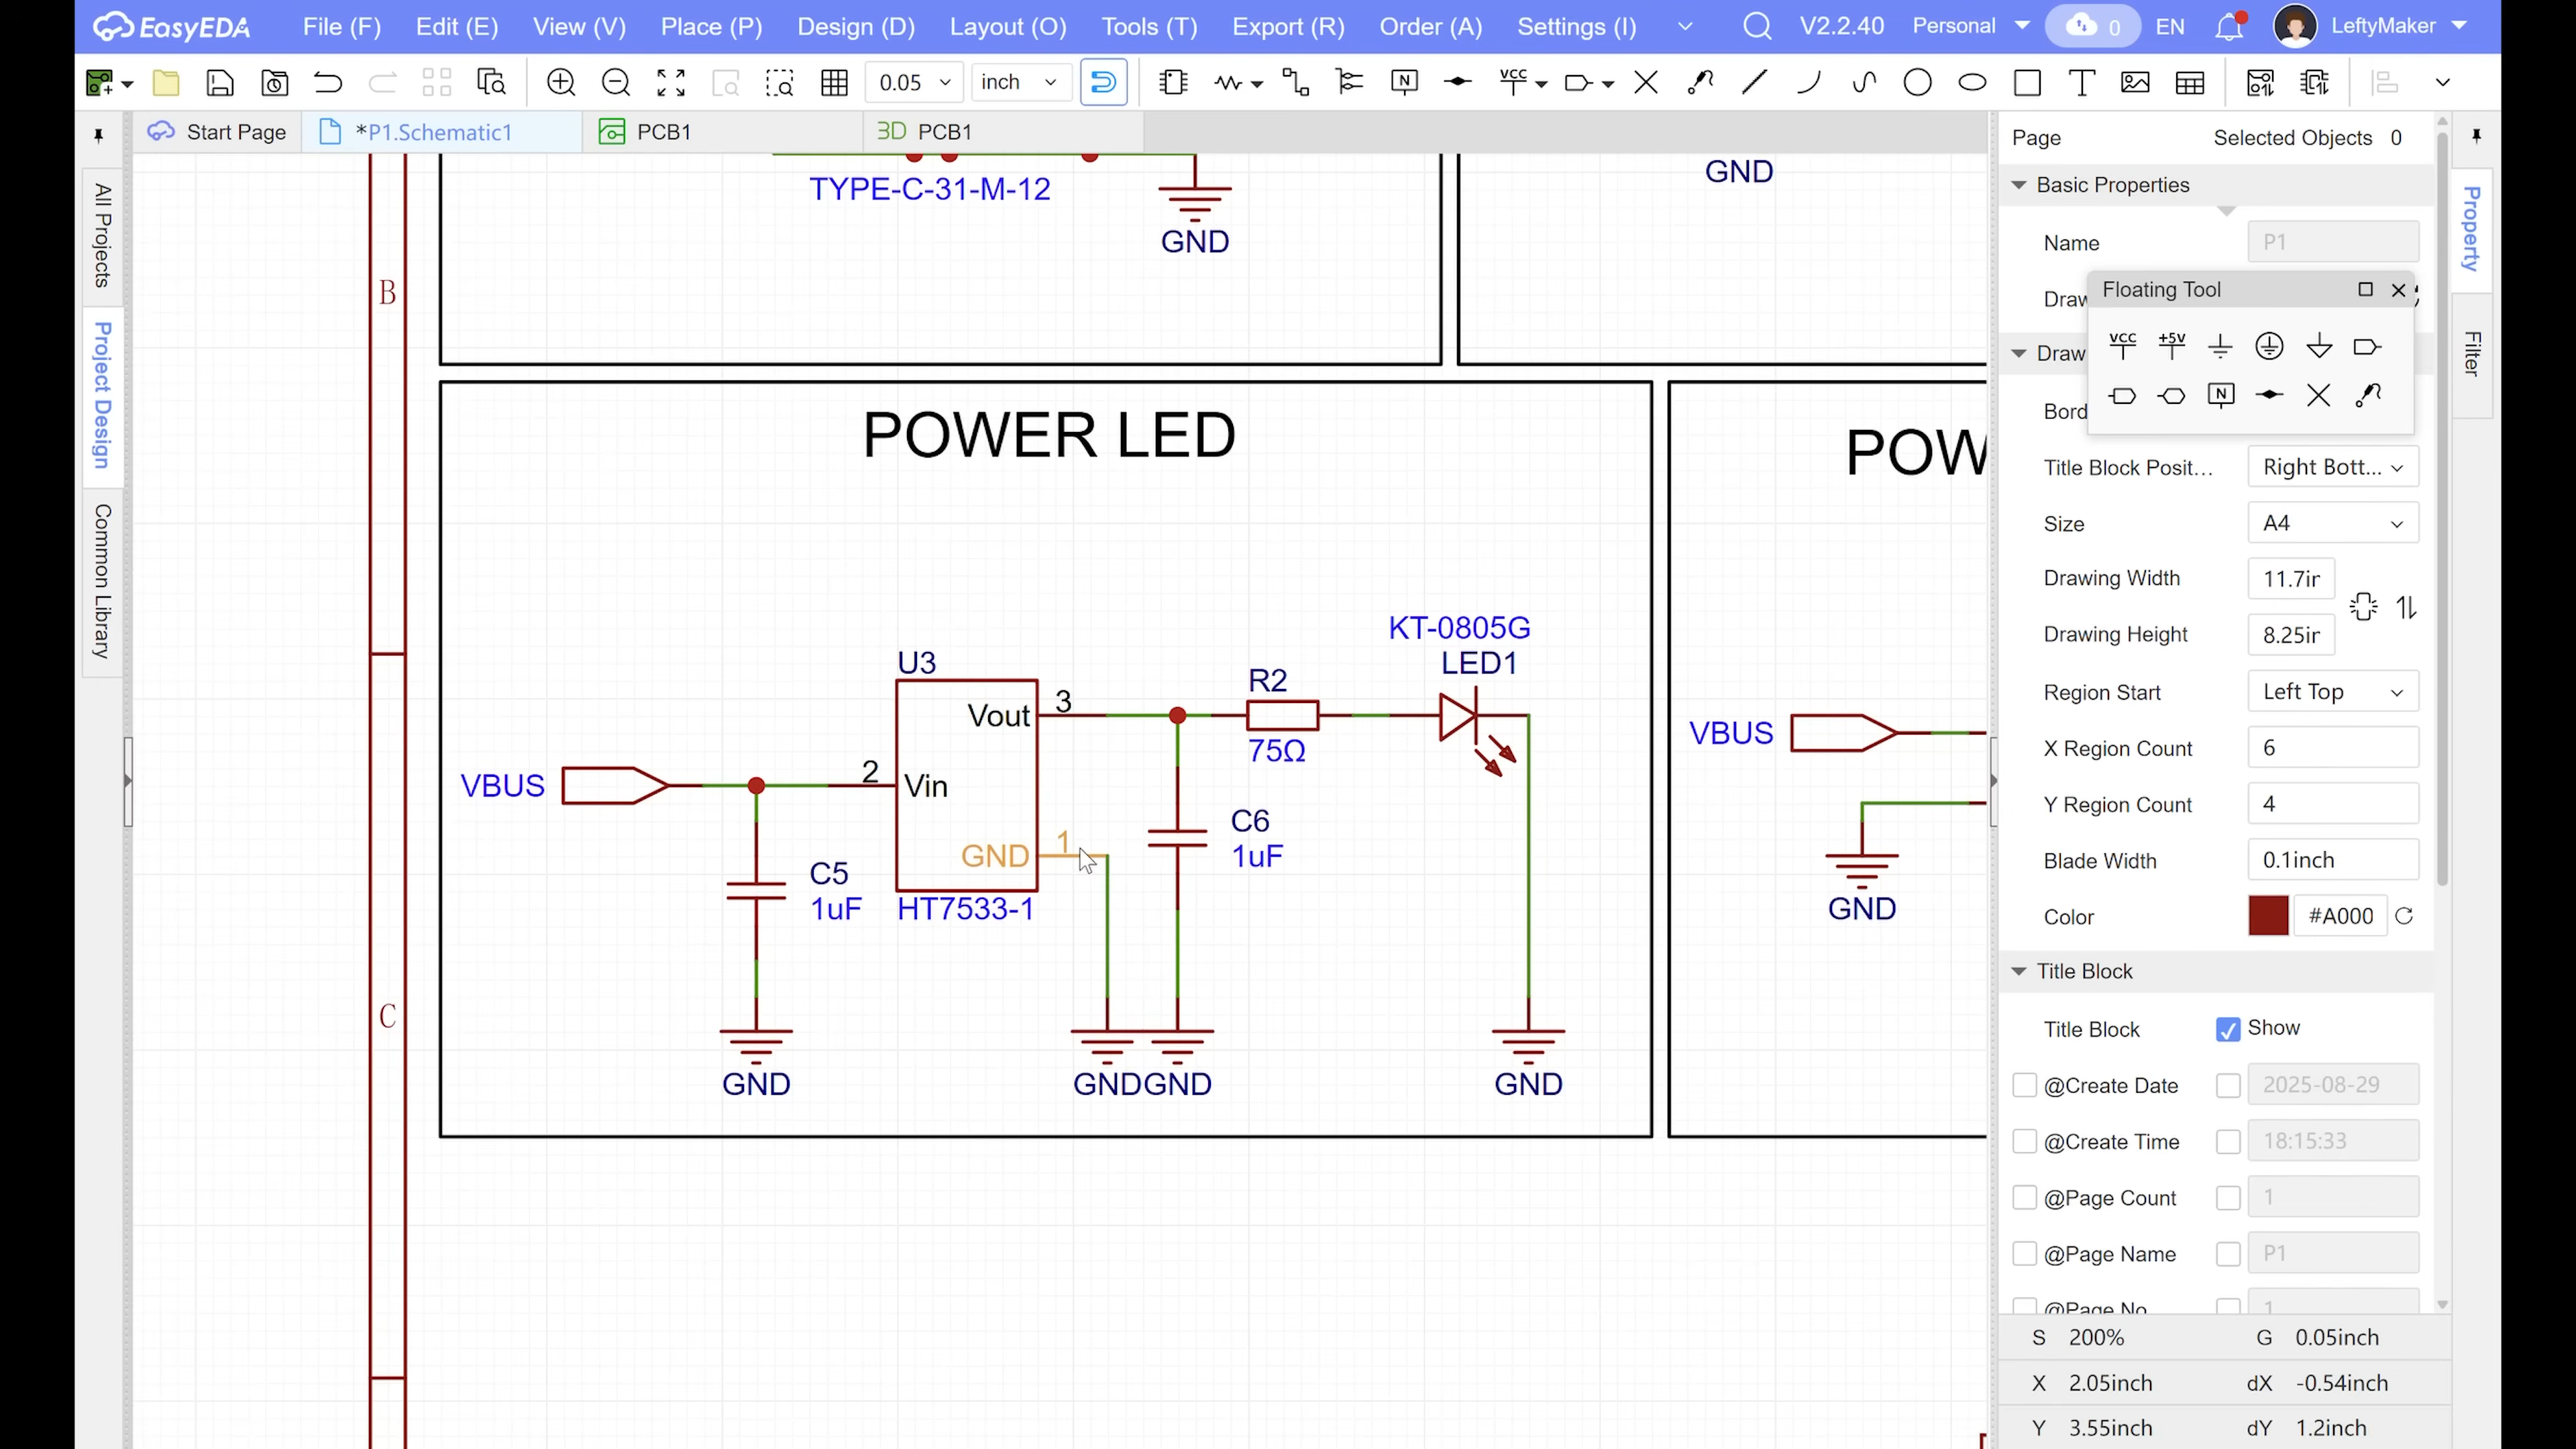 EasyEDA File (F) Edit (E) View (V) Place (P) Design (D) Layout (O) Tools (T) Export (R) Order (A) Settings (I) V2.2.40 Personal 0 EN LeftyMaker
0.05 inch N VCC T
Start Page *P1.Schematic1 PCB1 3D PCB1
All Projects
Project Design
Common Library
B
C
TYPE-C-31-M-12
GND
GND
POWER LED
POW
KT-0805G
LED1
U3
R2
Vout 3
75Ω
VBUS
2 Vin
GND 1
C6
1uF
C5
1uF
HT7533-1
GND
GND
GND
GND
VBUS
GND
Page Selected Objects 0
Basic Properties
Name P1
Draw
Floating Tool
VCC +5V
N
Draw
Bord
Title Block Posit... Right Bott...
Size A4
Drawing Width 11.7ir
Drawing Height 8.25ir
Region Start Left Top
X Region Count 6
Y Region Count 4
Blade Width 0.1inch
Color #A000
Title Block
Title Block Show
@Create Date 2025-08-29
@Create Time 18:15:33
@Page Count 1
@Page Name P1
@Page No 1
S 200% G 0.05inch
X 2.05inch dX -0.54inch
Y 3.55inch dY 1.2inch
Property
Filter